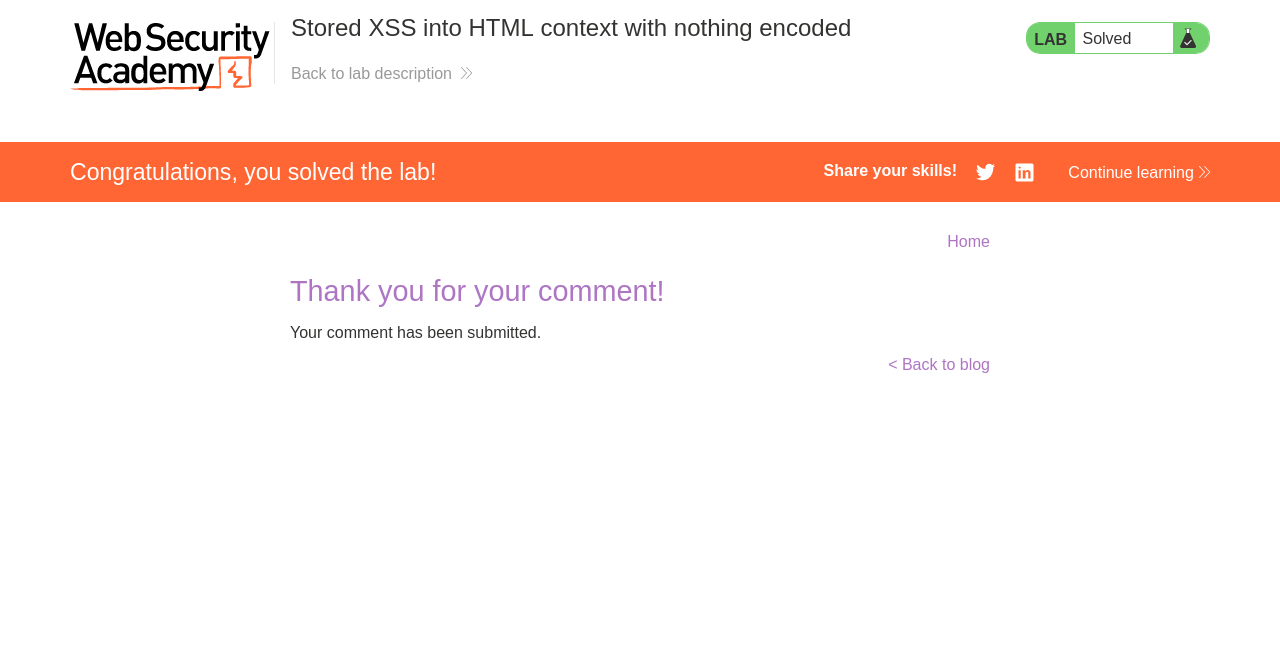 Web Security
Academy
Stored XSS into HTML context with nothing encoded
Back to lab description
LAB Solved
Congratulations, you solved the lab!
Share your skills!
Continue learning
Home
Thank you for your comment!
Your comment has been submitted.
< Back to blog